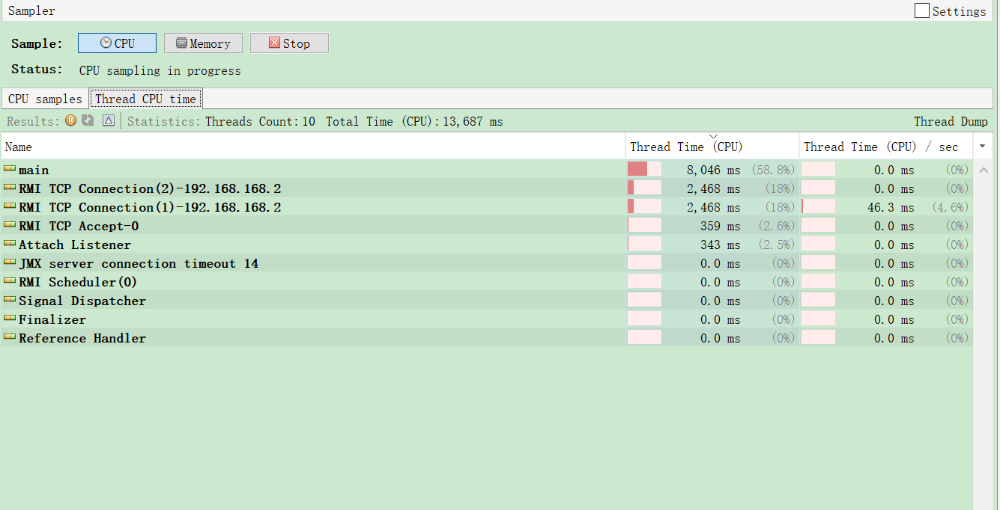 Sampler Settings
Sample: CPU Memory Stop
Status: CPU sampling in progress
CPU samples Thread CPU time
Results: Statistics: Threads Count: 10 Total Time (CPU): 13,687 ms Thread Dump
Name Thread Time (CPU) Thread Time (CPU) / sec
main 8,046 ms (58.8%) 0.0 ms (0%)
RMI TCP Connection(2)-192.168.168.2 2,468 ms (18%) 0.0 ms (0%)
RMI TCP Connection(1)-192.168.168.2 2,468 ms (18%) 46.3 ms (4.6%)
RMI TCP Accept-0 359 ms (2.6%) 0.0 ms (0%)
Attach Listener 343 ms (2.5%) 0.0 ms (0%)
JMX server connection timeout 14 0.0 ms (0%) 0.0 ms (0%)
RMI Scheduler(0) 0.0 ms (0%) 0.0 ms (0%)
Signal Dispatcher 0.0 ms (0%) 0.0 ms (0%)
Finalizer 0.0 ms (0%) 0.0 ms (0%)
Reference Handler 0.0 ms (0%) 0.0 ms (0%)